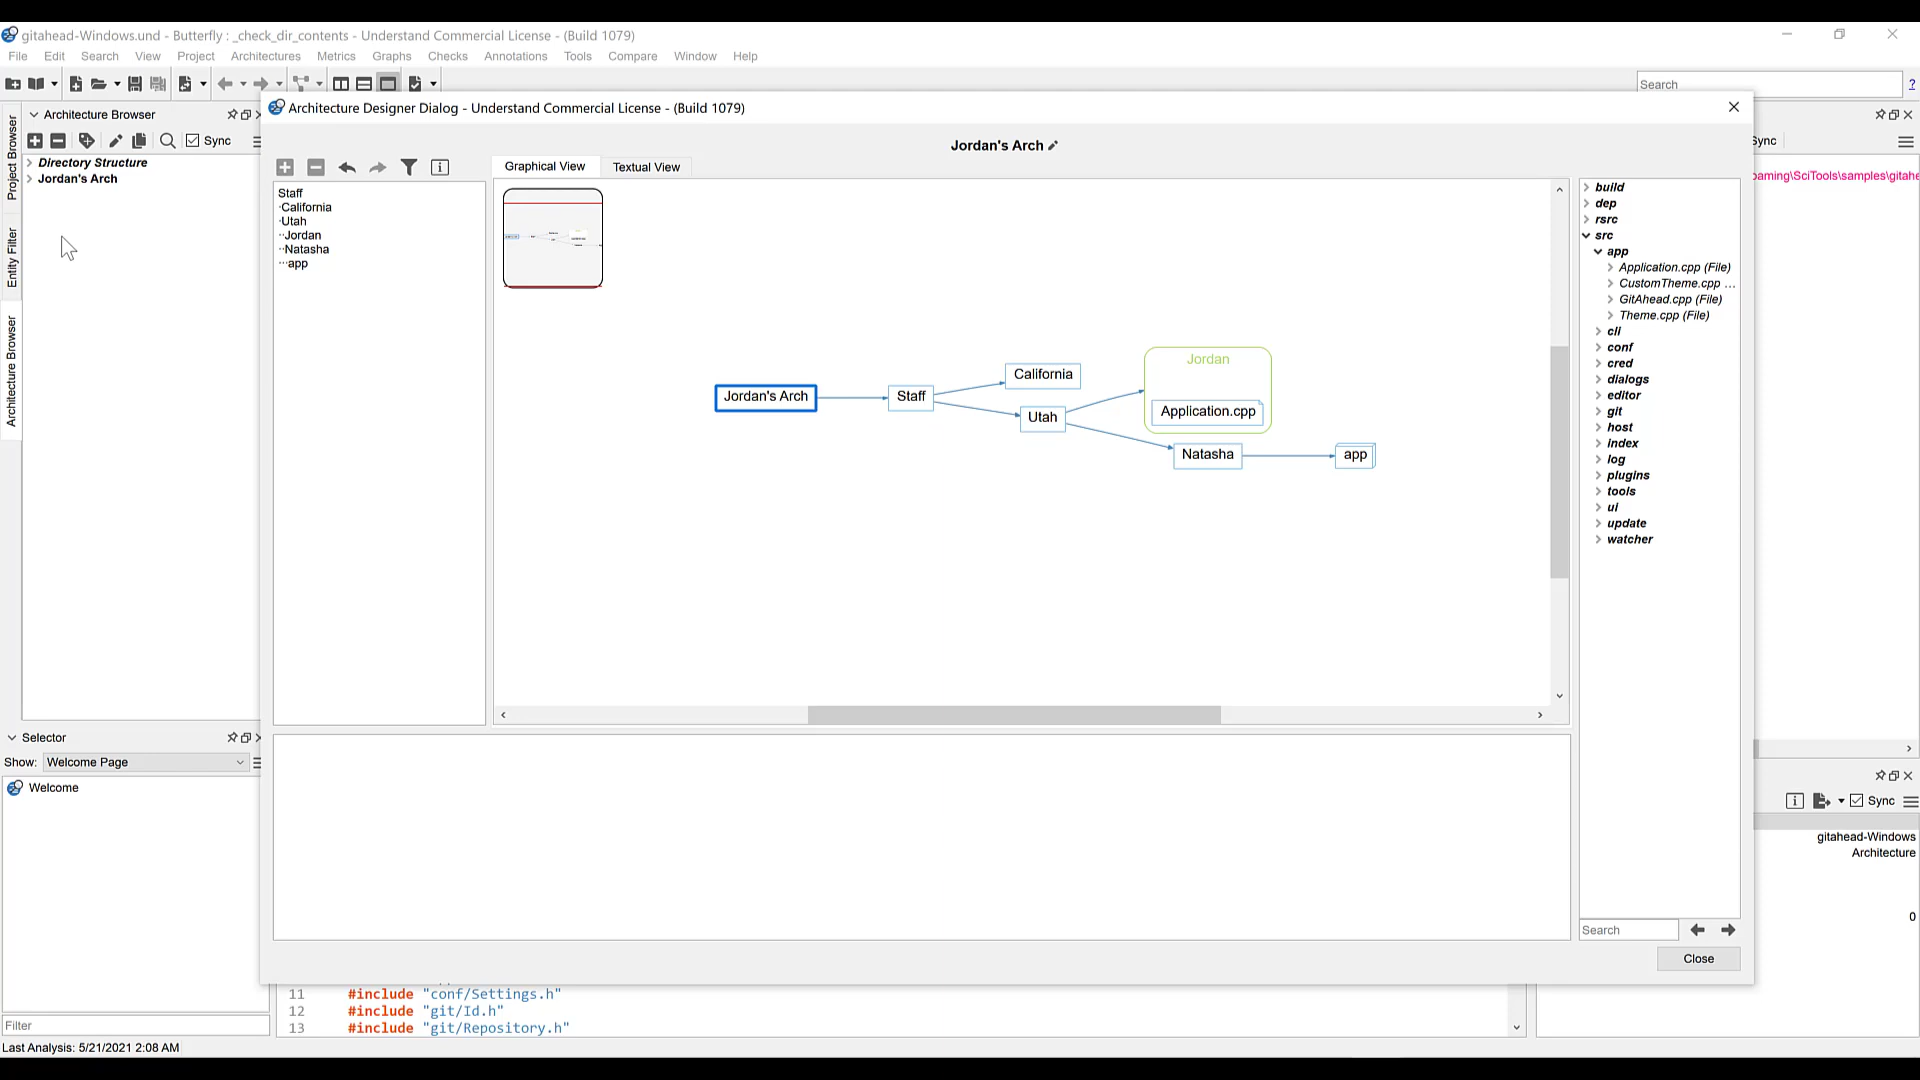 gitahead-Windows.und - Butterfly : _check_dir_contents - Understand Commercial License - (Build 1079)
File Edit Search View Project Architectures Metrics Graphs Checks Annotations Tools Compare Window Help
Search ?
Architecture Browser
Sync
Directory Structure
Jordan's Arch
Project Browser
Entity Filter
Architecture Browser
Architecture Designer Dialog - Understand Commercial License - (Build 1079)
Jordan's Arch
Graphical View Textual View
Staff
California
Utah
Jordan
Natasha
app
Jordan's Arch
Staff
California
Utah
Jordan
Application.cpp
Natasha
app
build
dep
rsrc
src
app
Application.cpp (File)
CustomTheme.cpp ...
GitAhead.cpp (File)
Theme.cpp (File)
cli
conf
cred
dialogs
editor
git
host
index
log
plugins
tools
ui
update
watcher
Search
Close
Sync
oaming\SciTools\samples\gitahe
Selector
Show: Welcome Page
Welcome
Filter
Sync
gitahead-Windows
Architecture
0
11 #include "conf/Settings.h"
12 #include "git/Id.h"
13 #include "git/Repository.h"
Last Analysis: 5/21/2021 2:08 AM